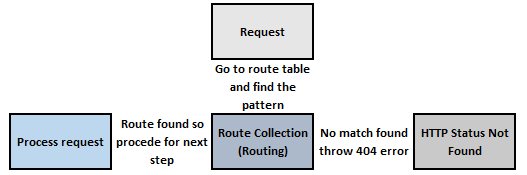 Request
Go to route table
and find the
pattern
Process request
Route found so
procede for next
step
Route Collection
(Routing)
No match found
throw 404 error
HTTP Status Not
Found